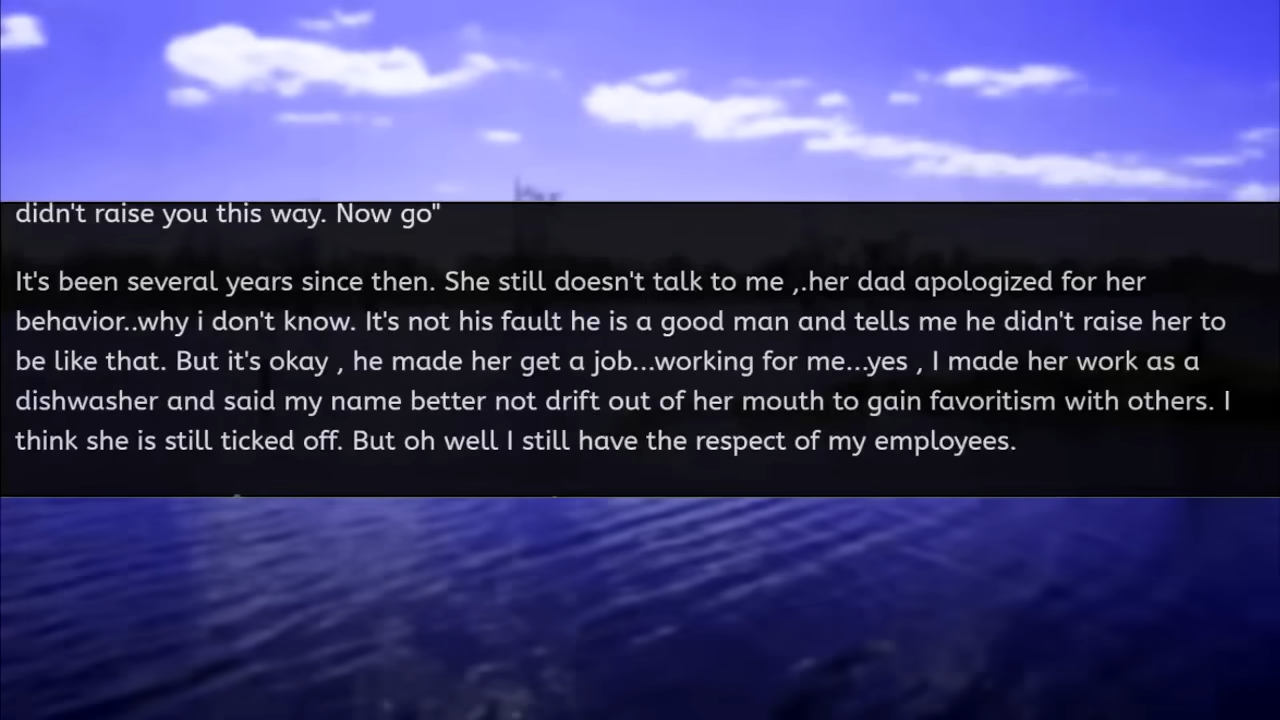 didn't raise you this way. Now go"
It's been several years since then. She still doesn't talk to me ,.her dad apologized for her
behavior..why i don't know. It's not his fault he is a good man and tells me he didn't raise her to
be like that. But it's okay , he made her get a job...working for me...yes , I made her work as a
dishwasher and said my name better not drift out of her mouth to gain favoritism with others. I
think she is still ticked off. But oh well I still have the respect of my employees.